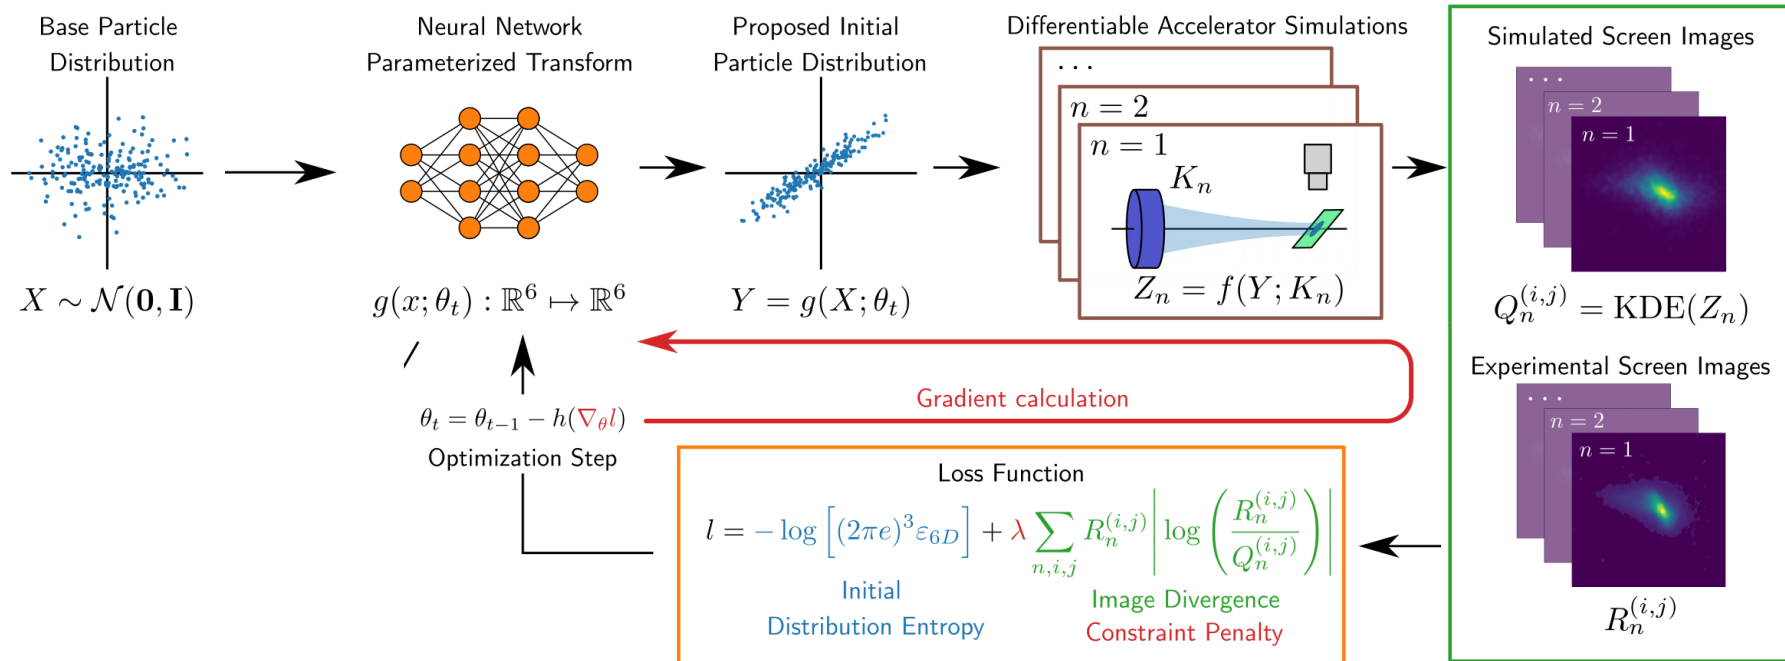 Base Particle
Distribution
X ∼ 𝒩(𝟎, 𝐈)
Neural Network
Parameterized Transform
g(x; θ_t) : ℝ^6 ↦ ℝ^6
Proposed Initial
Particle Distribution
Y = g(X; θ_t)
Differentiable Accelerator Simulations
· · ·
n = 2
n = 1
K_n
Z_n = f(Y; K_n)
Simulated Screen Images
· · ·
n = 2
n = 1
Q_n^{(i,j)} = KDE(Z_n)
Experimental Screen Images
· · ·
n = 2
n = 1
R_n^{(i,j)}
Gradient calculation
θ_t = θ_{t−1} − h(∇_θ l)
Optimization Step
Loss Function
l = − log [(2πe)^3 ε_{6D}] + λ ∑_{n,i,j} R_n^{(i,j)} | log ( R_n^{(i,j)} / Q_n^{(i,j)} ) |
Initial
Distribution Entropy
Image Divergence
Constraint Penalty